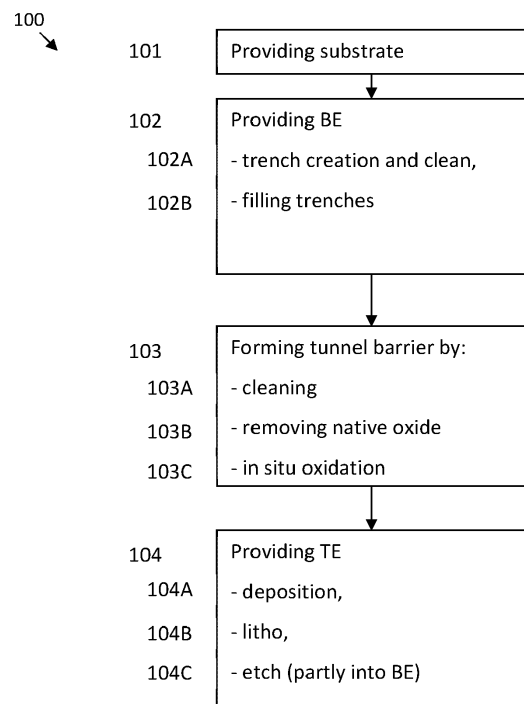 100
101 Providing substrate
102 Providing BE
102A - trench creation and clean,
102B - filling trenches
103 Forming tunnel barrier by:
103A - cleaning
103B - removing native oxide
103C - in situ oxidation
104 Providing TE
104A - deposition,
104B - litho,
104C - etch (partly into BE)